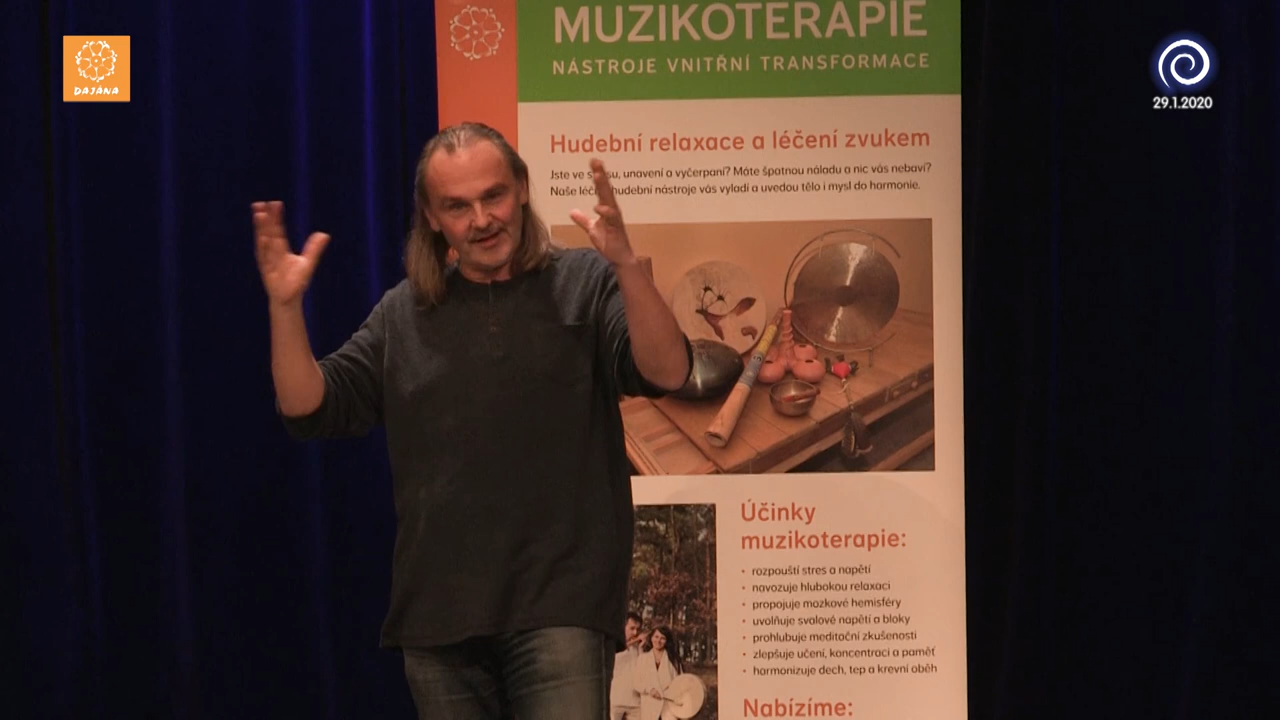 DAJÁNA
29.1.2020
MUZIKOTERAPIE
NÁSTROJE VNITŘNÍ TRANSFORMACE
Hudební relaxace a léčení zvukem
Jste ve su, unavení a vyčerpaní? Máte špatnou náladu a nic vás nebaví?
Naše hudební nástroje vás vyladí a uvedou tělo i mysl do harmonie.
Účinky
muzikoterapie:
• rozpouští stres a napětí
• navozuje hlubokou relaxaci
• propojuje mozkové hemisféry
• uvolňuje svalové napětí a bloky
• prohlubuje meditační zkušenosti
• zlepšuje učení, koncentraci a paměť
• harmonizuje dech, tep a krevní oběh
Nabízíme: